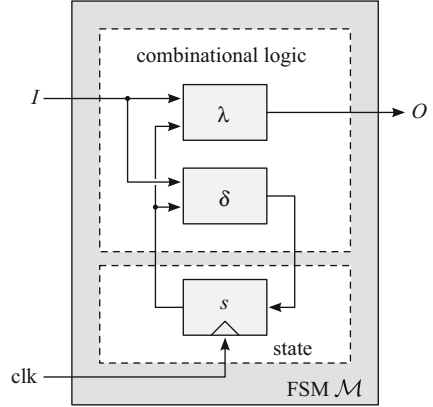 combinational logic
I
λ
O
δ
s
state
clk
FSM ℳ